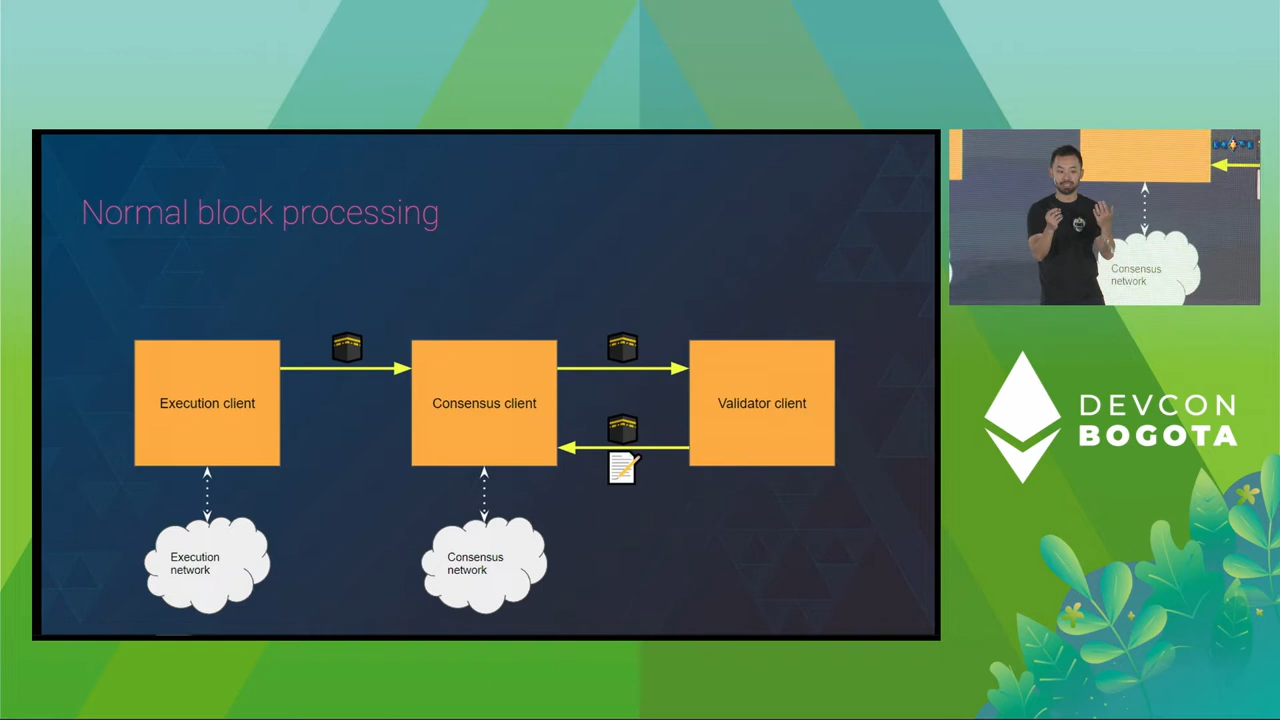 Normal block processing
Execution client
Consensus client
Validator client
Execution
network
Consensus
network
Consensus
network
DEVCON
BOGOTA